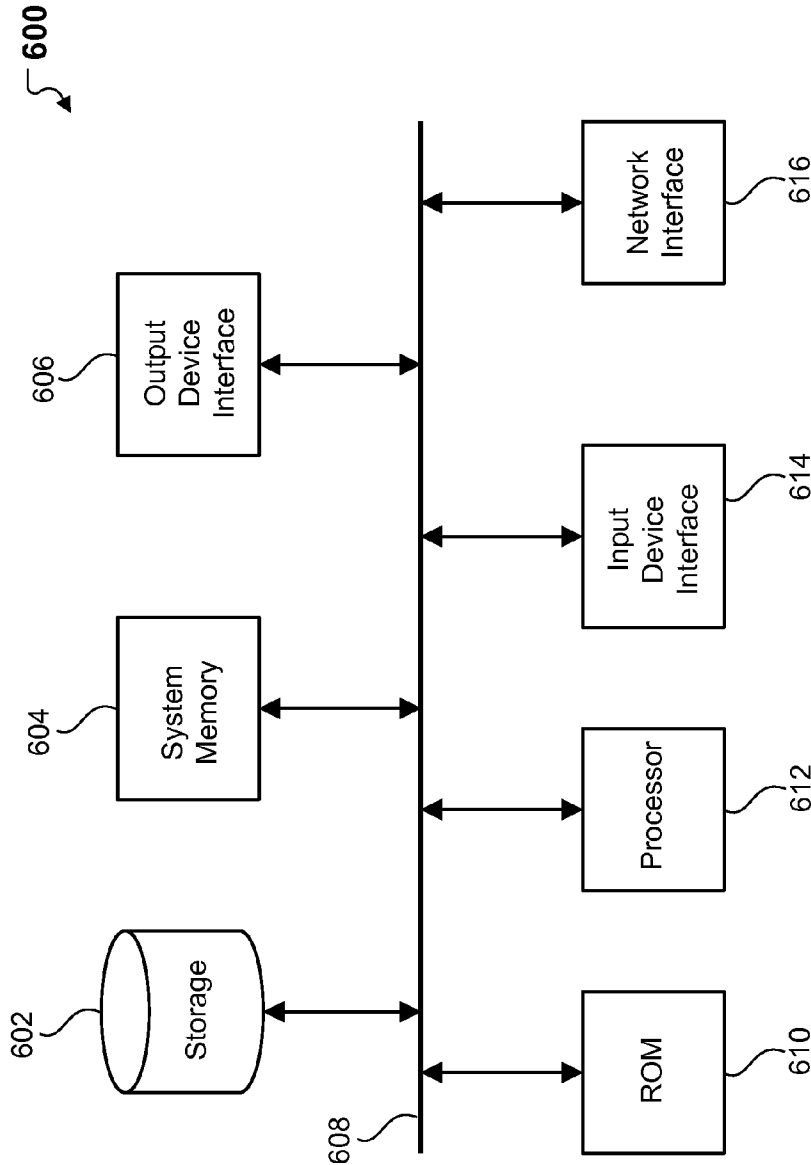 600
602
Storage
604
System
Memory
606
Output
Device
Interface
608
ROM
610
Processor
612
Input
Device
Interface
614
Network
Interface
616